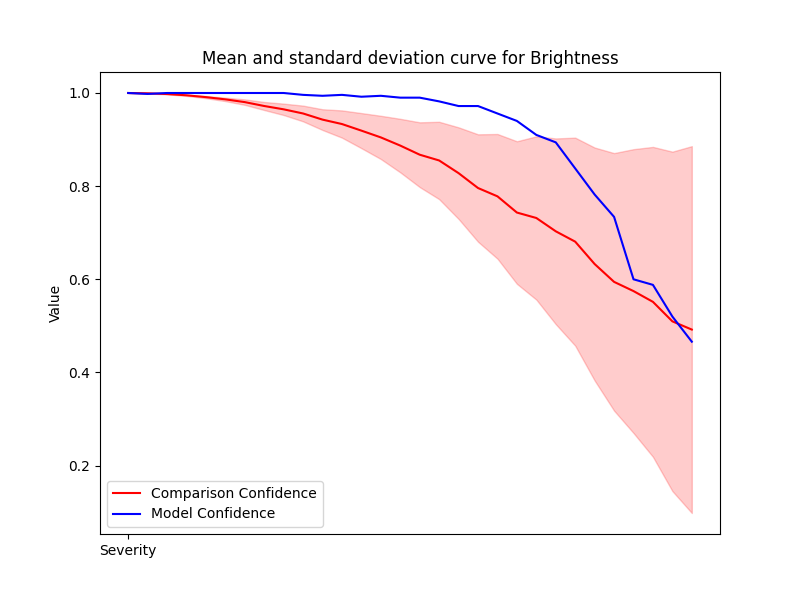 Mean and standard deviation curve for Brightness
1.0
0.8
0.6
0.4
0.2
Value
Comparison Confidence
Model Confidence
Severity